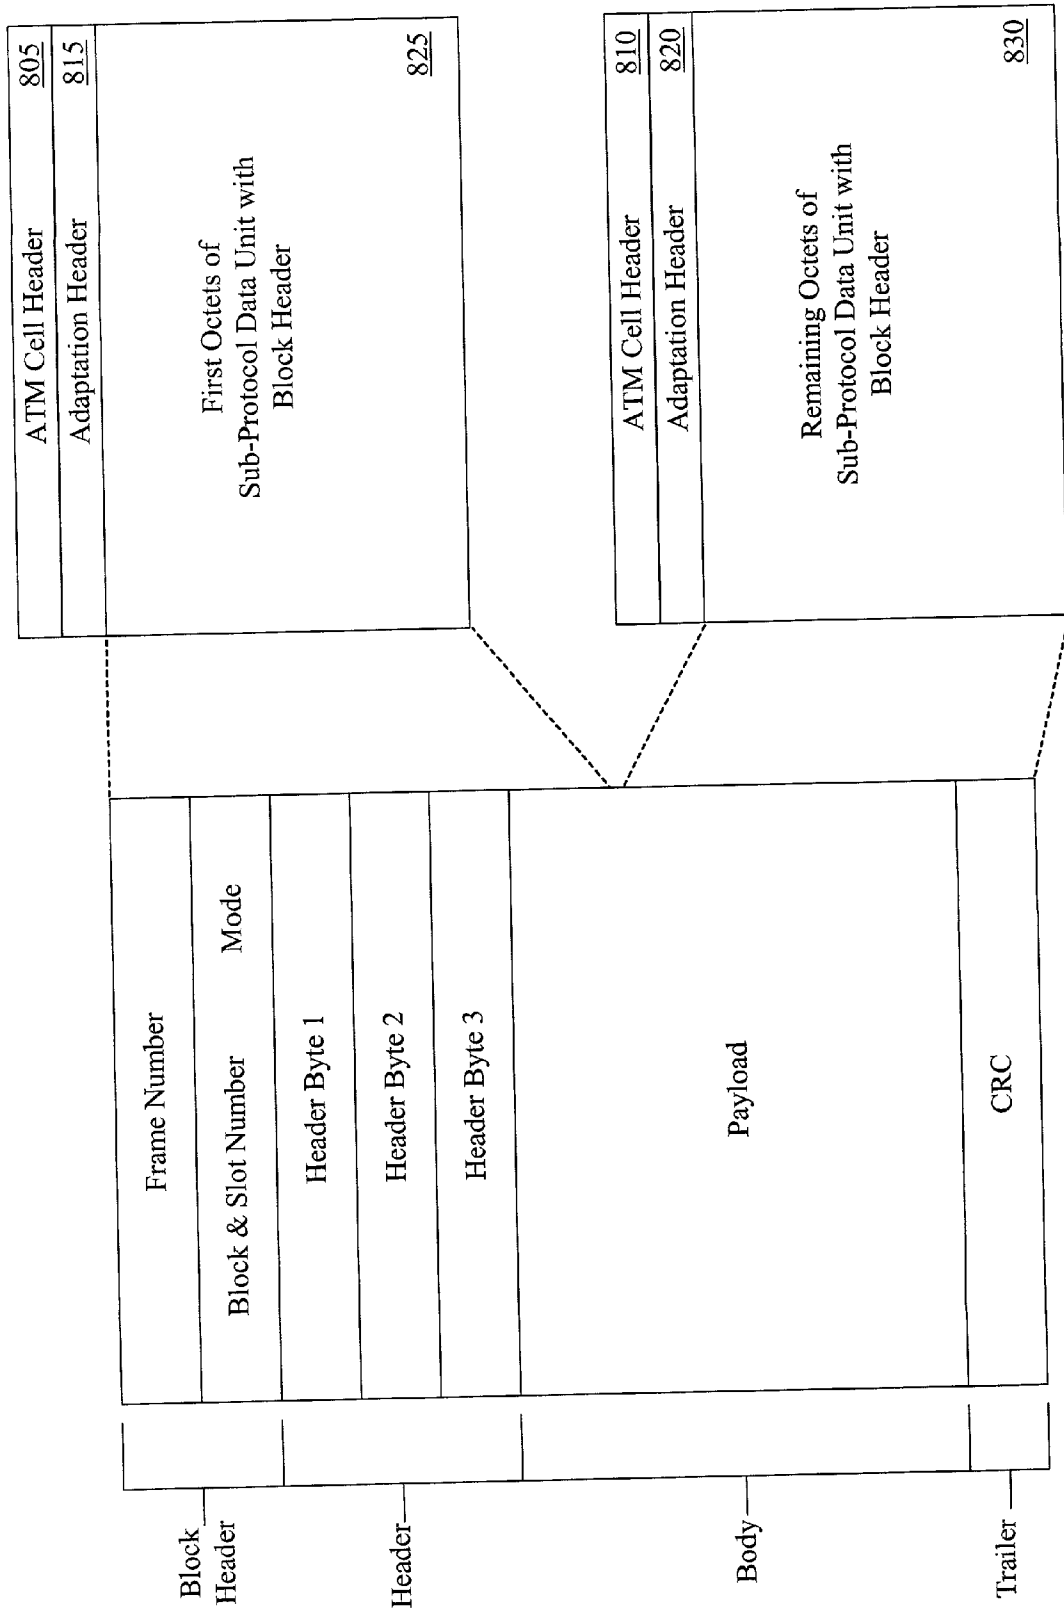 Block
Header
Header
Body
Trailer
Frame Number
Block & Slot Number Mode
Header Byte 1
Header Byte 2
Header Byte 3
Payload
CRC
ATM Cell Header 805
Adaptation Header 815
First Octets of
Sub-Protocol Data Unit with
Block Header
825
ATM Cell Header 810
Adaptation Header 820
Remaining Octets of
Sub-Protocol Data Unit with
Block Header
830